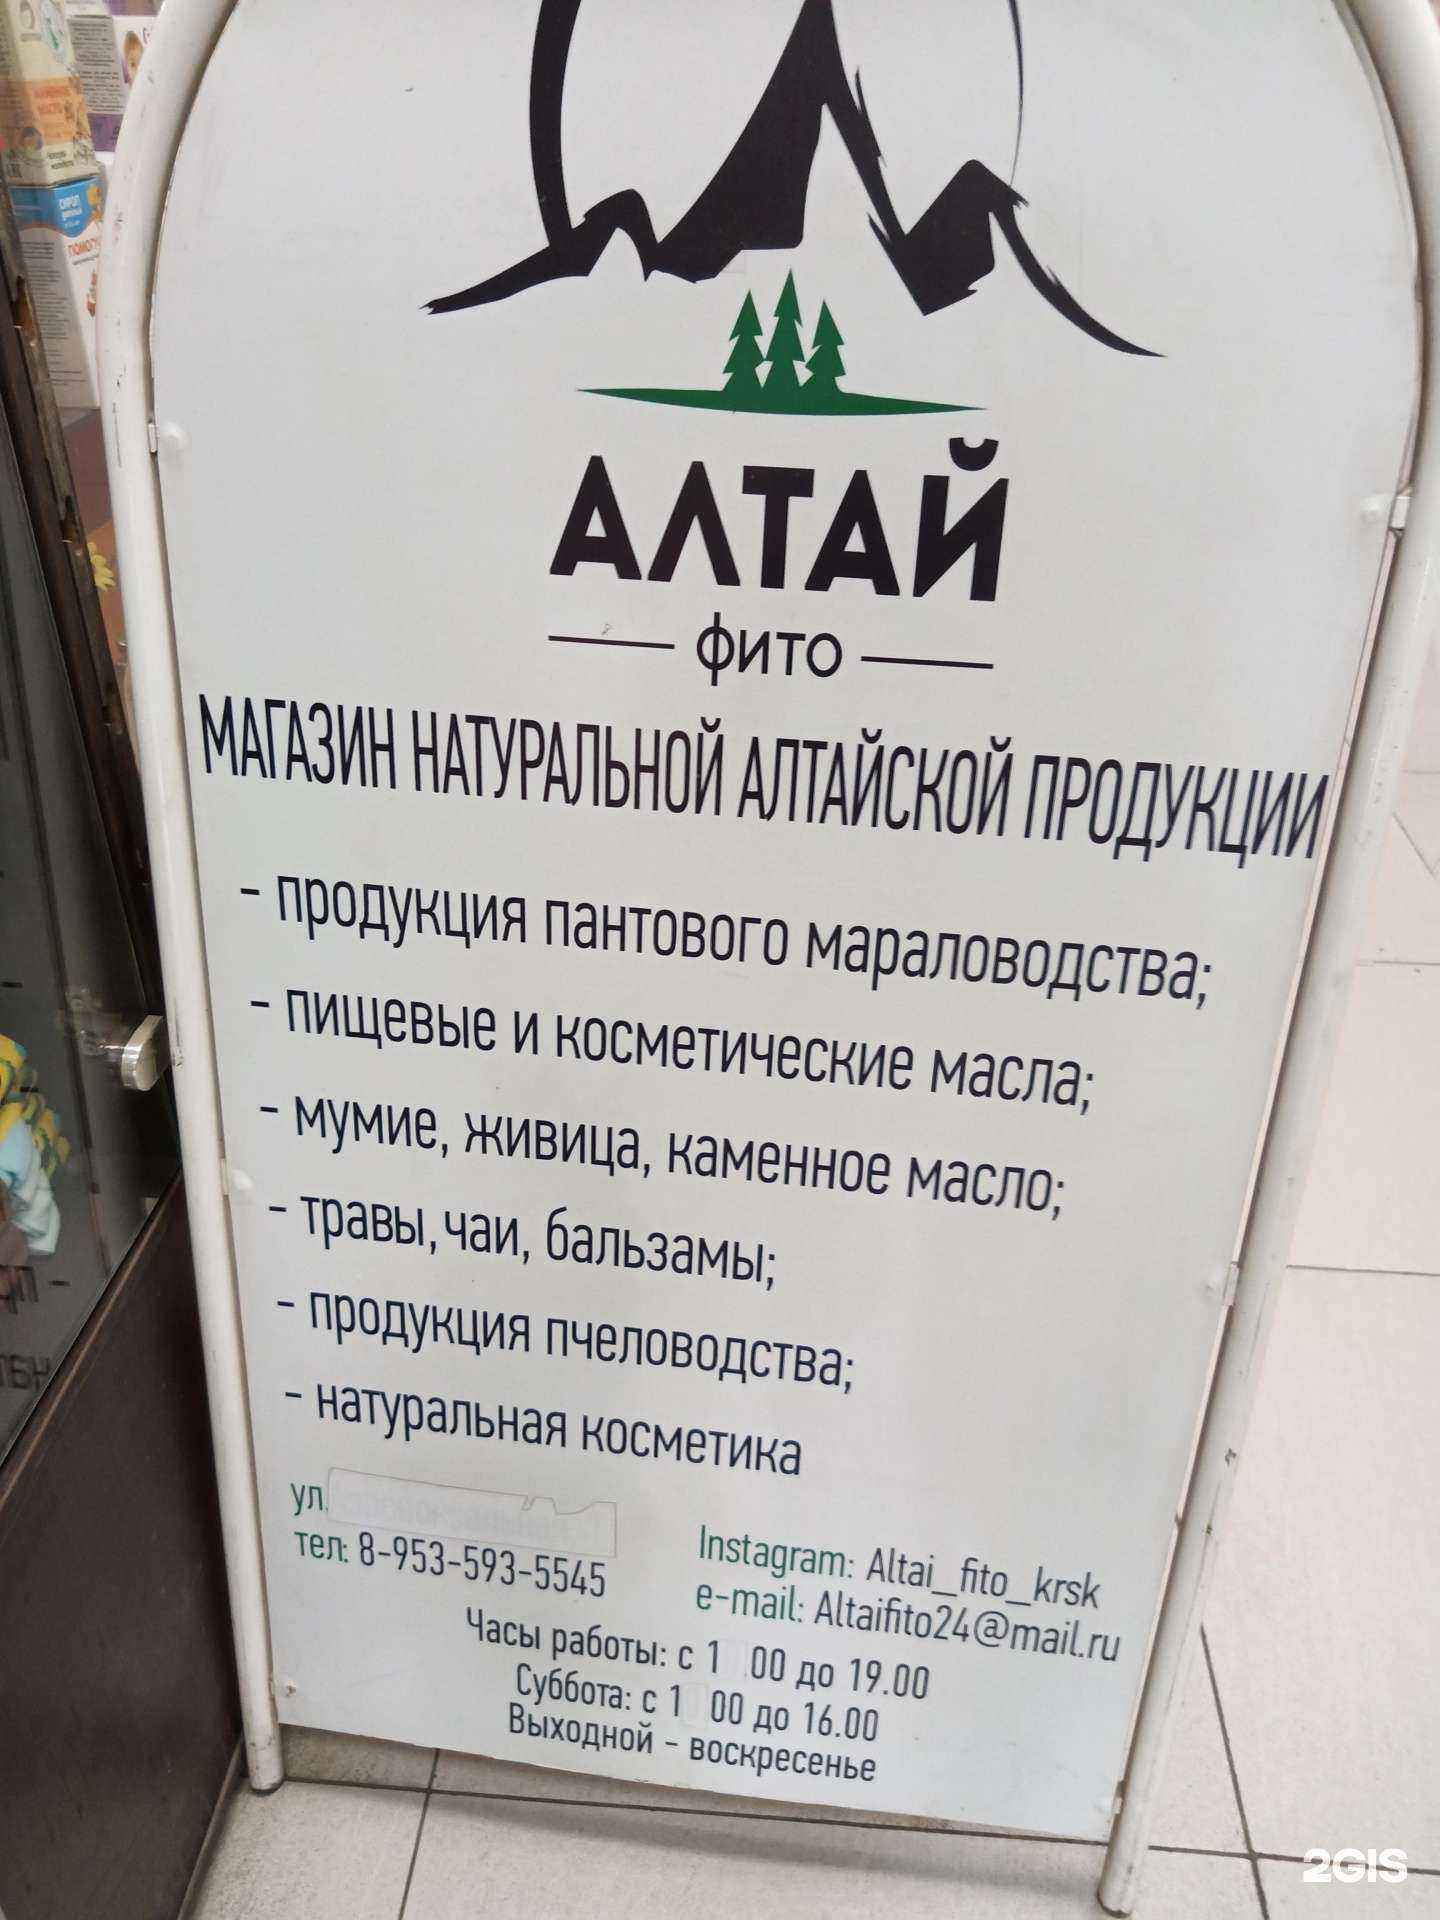 АЛТАЙ
фито
МАГАЗИН НАТУРАЛЬНОЙ АЛТАЙСКОЙ ПРОДУКЦИИ
- продукция пантового мараловодства;
- пищевые и косметические масла;
- мумие, живица, каменное масло;
- травы, чаи, бальзамы;
- продукция пчеловодства;
- натуральная косметика
ул.
тел: 8-953-593-5545
Instagram: Altai_fito_krsk
e-mail: Altaifito24@mail.ru
Часы работы: с 1 .00 до 19.00
Суббота: с 1 00 до 16.00
Выходной - воскресенье
СИРОП
2GIS